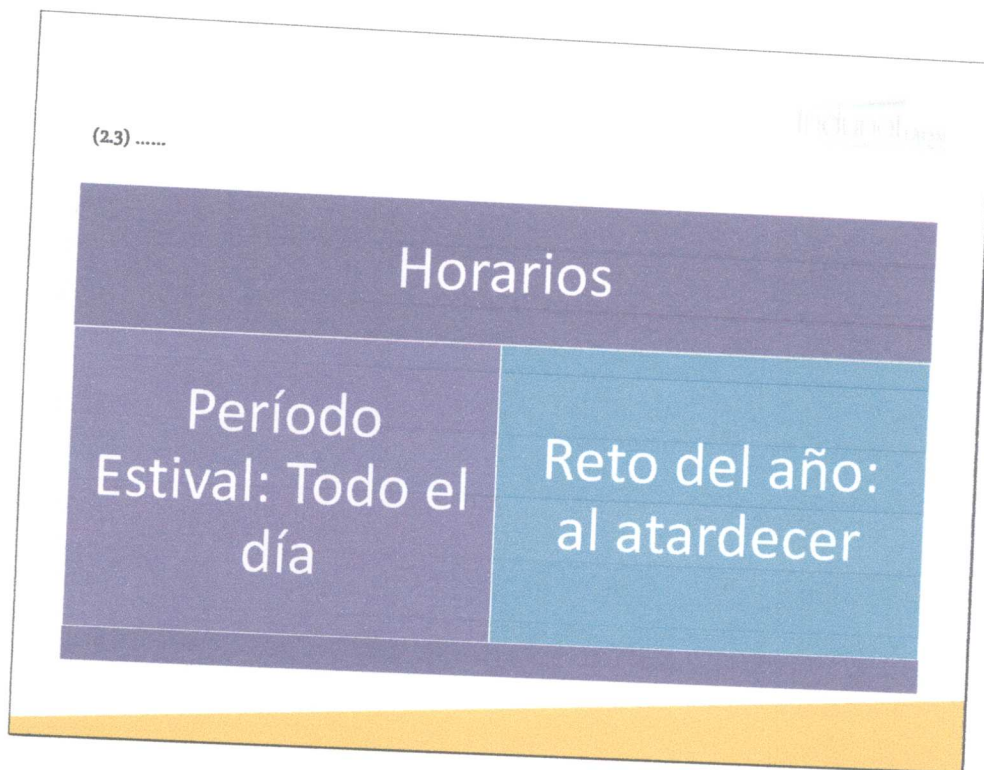 (2.3) ......
Horarios
Período
Estival: Todo el
día
Reto del año:
al atardecer